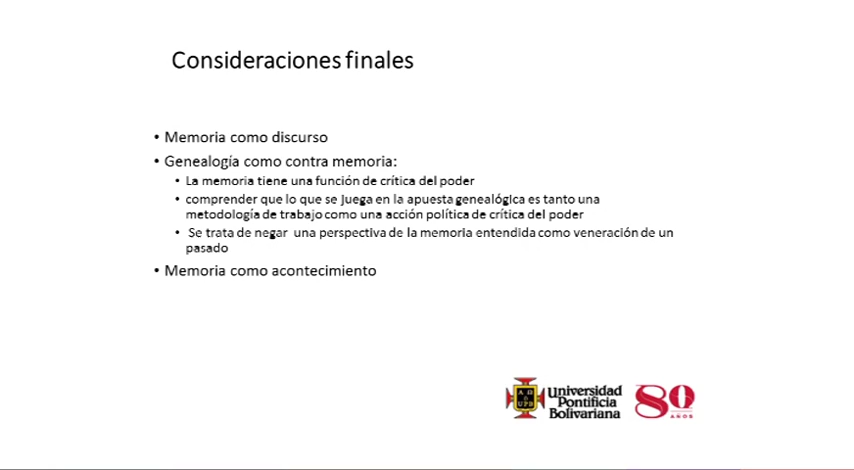 Consideraciones finales
• Memoria como discurso
• Genealogía como contra memoria:
• La memoria tiene una función de crítica del poder
• comprender que lo que se juega en la apuesta genealógica es tanto una
metodología de trabajo como una acción política de crítica del poder
• Se trata de negar una perspectiva de la memoria entendida como veneración de un
pasado
• Memoria como acontecimiento
A Ω
UPB
Universidad
Pontificia
Bolivariana
80
AÑOS